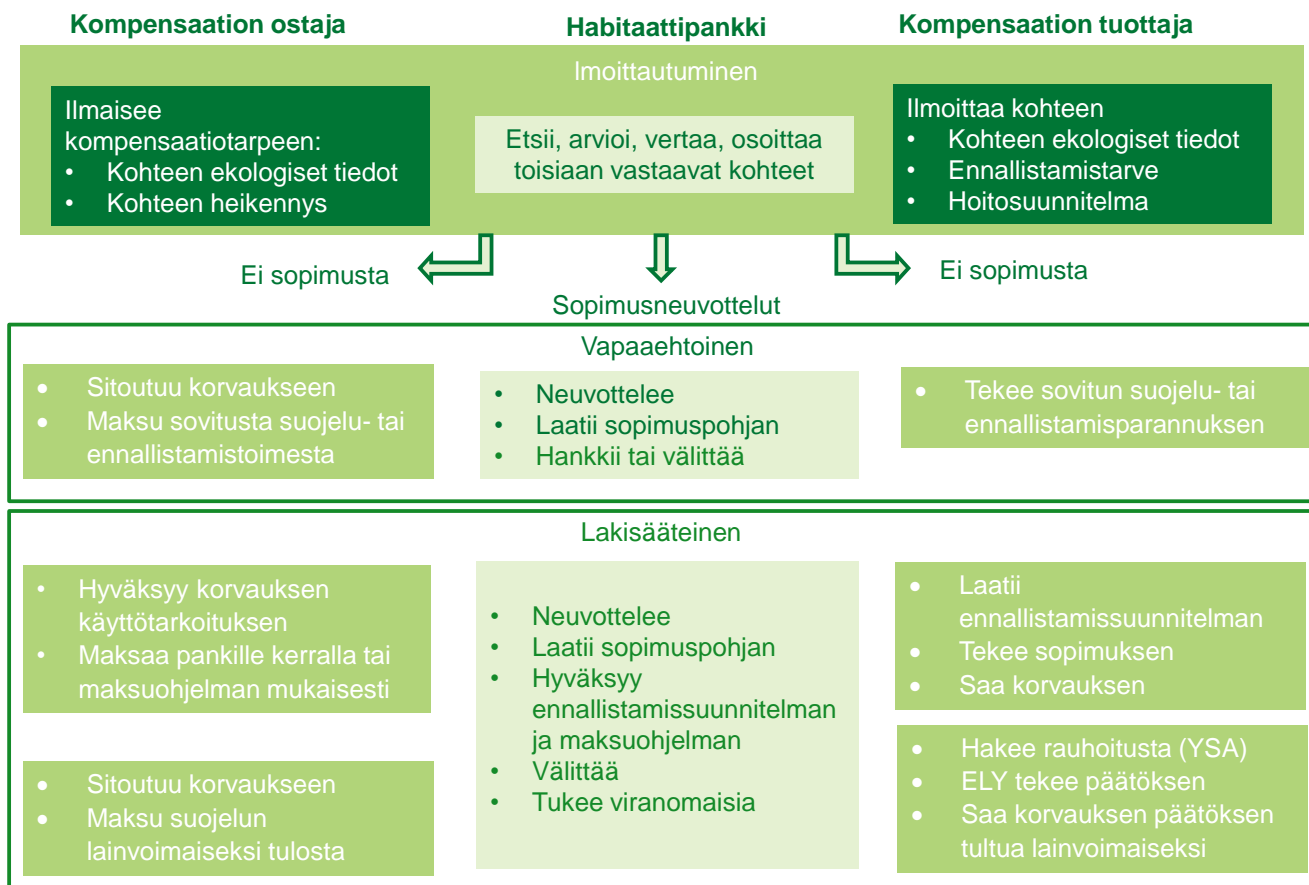 Kompensaation ostaja
Habitaattipankki
Kompensaation tuottaja
Imoittautuminen
Ilmaisee
kompensaatiotarpeen:
• Kohteen ekologiset tiedot
• Kohteen heikennys
Etsii, arvioi, vertaa, osoittaa
toisiaan vastaavat kohteet
Ilmoittaa kohteen
• Kohteen ekologiset tiedot
• Ennallistamistarve
• Hoitosuunnitelma
Ei sopimusta
Ei sopimusta
Sopimusneuvottelut
Vapaaehtoinen
• Sitoutuu korvaukseen
• Maksu sovitusta suojelu- tai
ennallistamistoimesta
• Neuvottelee
• Laatii sopimuspohjan
• Hankkii tai välittää
• Tekee sovitun suojelu- tai
ennallistamisparannuksen
Lakisääteinen
• Hyväksyy korvauksen
käyttötarkoituksen
• Maksaa pankille kerralla tai
maksuohjelman mukaisesti
• Sitoutuu korvaukseen
• Maksu suojelun
lainvoimaiseksi tulosta
• Neuvottelee
• Laatii sopimuspohjan
• Hyväksyy
ennallistamissuunnitelman
ja maksuohjelman
• Välittää
• Tukee viranomaisia
• Laatii
ennallistamissuunnitelman
• Tekee sopimuksen
• Saa korvauksen
• Hakee rauhoitusta (YSA)
• ELY tekee päätöksen
• Saa korvauksen päätöksen
tultua lainvoimaiseksi